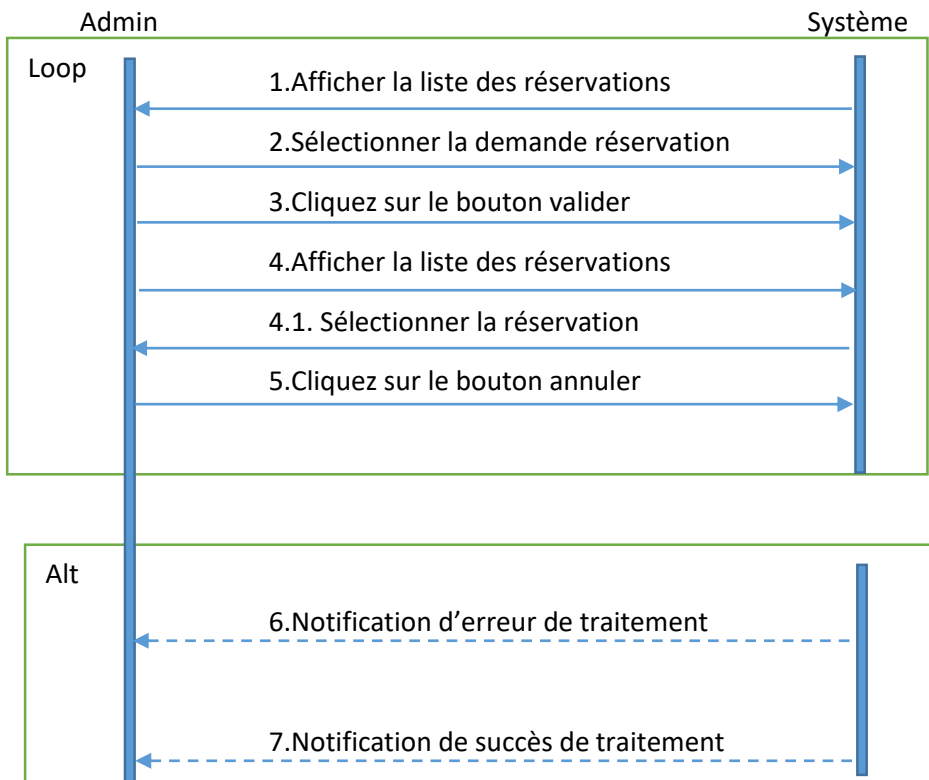 Admin
Système
Loop
1.Afficher la liste des réservations
2.Sélectionner la demande réservation
3.Cliquez sur le bouton valider
4.Afficher la liste des réservations
4.1. Sélectionner la réservation
5.Cliquez sur le bouton annuler
Alt
6.Notification d’erreur de traitement
7.Notification de succès de traitement